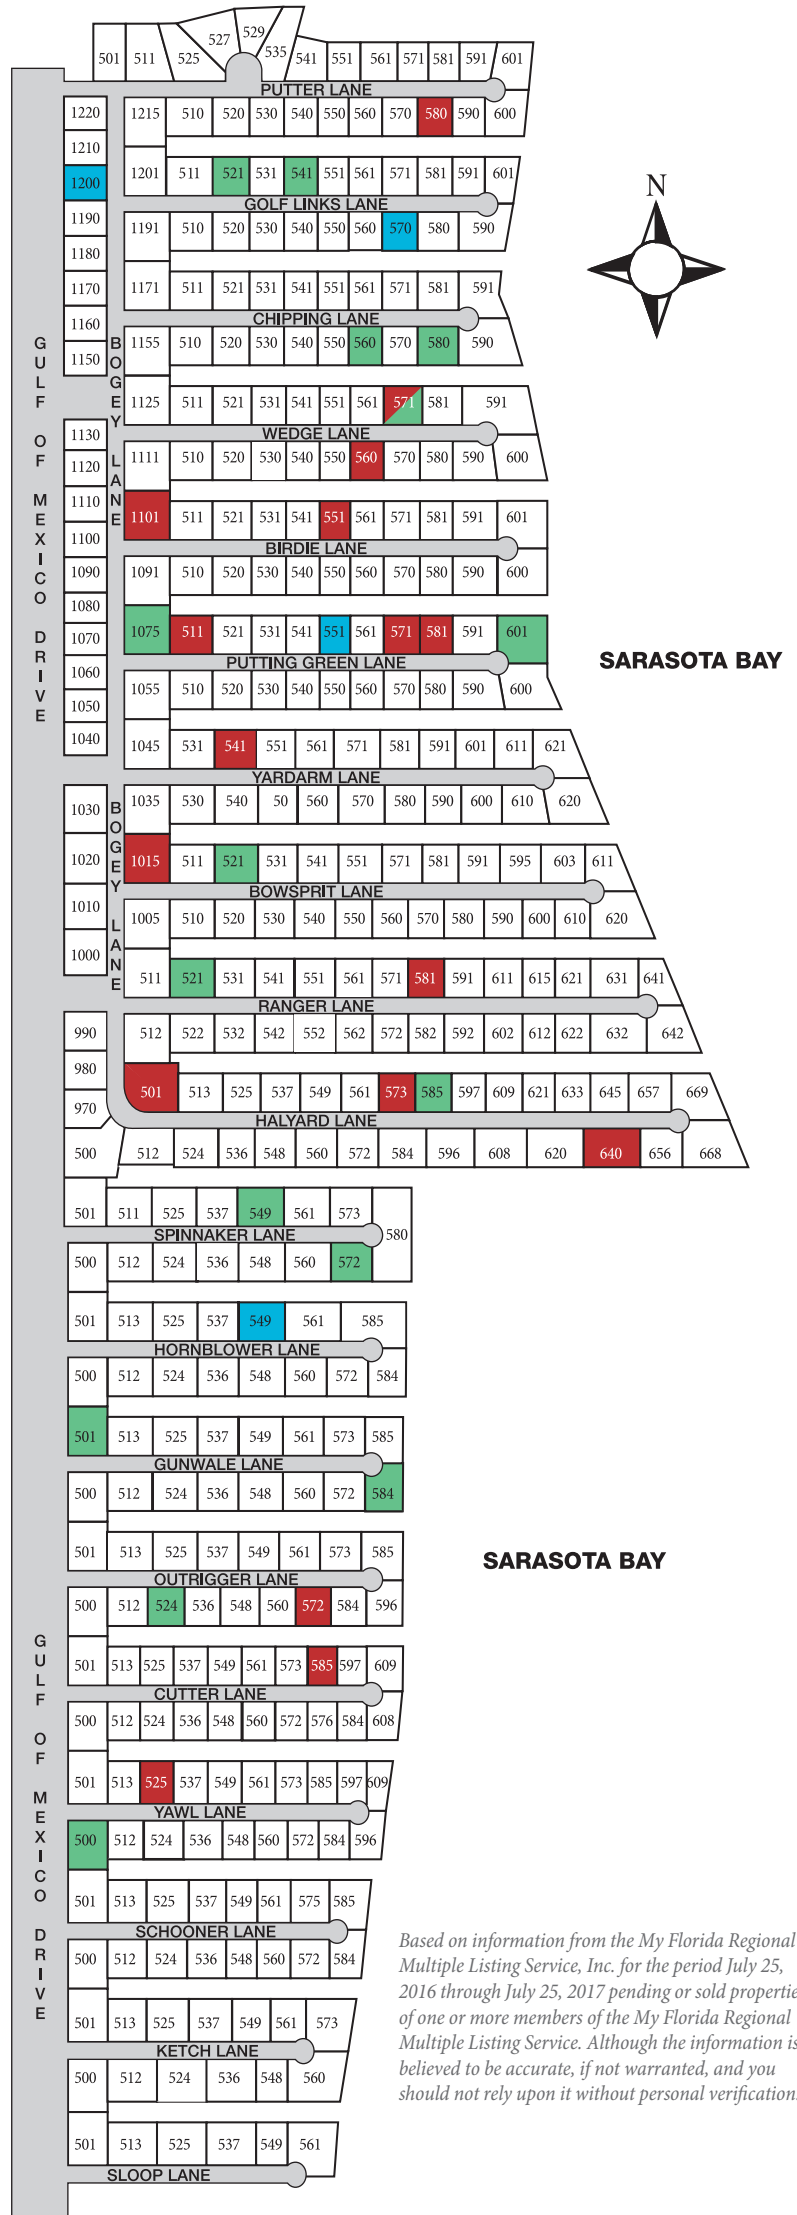 501 511 525 527 529 535 541 551 561 571 581 591 601
PUTTER LANE
1220 1215 510 520 530 540 550 560 570 580 590 600
1210
1200 1201 511 521 531 541 551 561 571 581 591 601
GOLF LINKS LANE
1190 1191 510 520 530 540 550 560 570 580 590
1180
1170 1171 511 521 531 541 551 561 571 581 591
CHIPPING LANE
1160 1155 510 520 530 540 550 560 570 580 590
1150
1125 511 521 531 541 551 561 571 581 591
WEDGE LANE
1130
1120 1111 510 520 530 540 550 560 570 580 590 600
1110 1101 511 521 531 541 551 561 571 581 591 601
1100
BIRDIE LANE
1090 1091 510 520 530 540 550 560 570 580 590 600
1080
1070 1075 511 521 531 541 551 561 571 581 591 601
PUTTING GREEN LANE
1060
1050 1055 510 520 530 540 550 560 570 580 590 600
1040 1045 531 541 551 561 571 581 591 601 611 621
YARDARM LANE
1030 1035 530 540 50 560 570 580 590 600 610 620
1020 1015 511 521 531 541 551 571 581 591 595 603 611
BOWSPRIT LANE
1010 1005 510 520 530 540 550 560 570 580 590 600 610 620
1000 511 521 531 541 551 561 571 581 591 611 615 621 631 641
RANGER LANE
990 512 522 532 542 552 562 572 582 592 602 612 622 632 642
980
970 501 513 525 537 549 561 573 585 597 609 621 633 645 657 669
HALYARD LANE
500 512 524 536 548 560 572 584 596 608 620 640 656 668
501 511 525 537 549 561 573 580
SPINNAKER LANE
500 512 524 536 548 560 572
501 513 525 537 549 561 585
HORNBLOWER LANE
500 512 524 536 548 560 572 584
501 513 525 537 549 561 573 585
GUNWALE LANE
500 512 524 536 548 560 572 584
501 513 525 537 549 561 573 585
OUTRIGGER LANE
500 512 524 536 548 560 572 584 596
501 513 525 537 549 561 573 585 597 609
CUTTER LANE
500 512 524 536 548 560 572 576 584 608
501 513 525 537 549 561 573 585 597 609
YAWL LANE
500 512 524 536 548 560 572 584 596
501 513 525 537 549 561 575 585
SCHOONER LANE
500 512 524 536 548 560 572 584
501 513 525 537 549 561 573
KETCH LANE
500 512 524 536 548 560
501 513 525 537 549 561
SLOOP LANE
GULF OF MEXICO DRIVE
BOGEY LANE
BOGEY LANE
GULF OF MEXICO DRIVE
N
SARASOTA BAY
SARASOTA BAY
Based on information from the My Florida Regional
Multiple Listing Service, Inc. for the period July 25,
2016 through July 25, 2017 pending or sold propertie
of one or more members of the My Florida Regional
Multiple Listing Service. Although the information is
believed to be accurate, if not warranted, and you
should not rely upon it without personal verification.